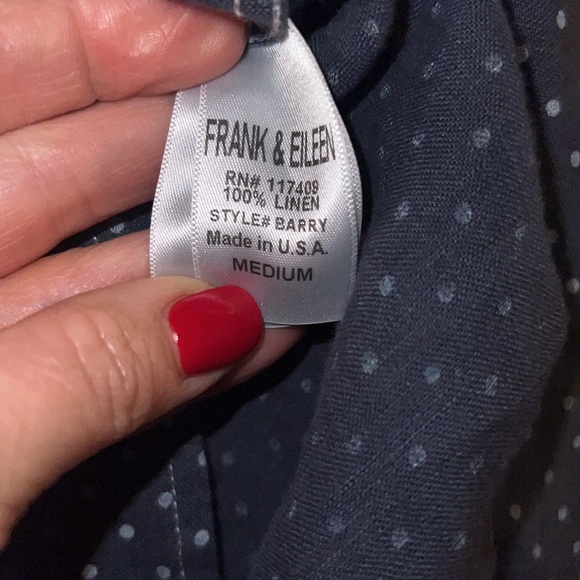 FRANK & EILEEN
RN# 117409
100% LINEN
STYLE# BARRY
Made in U.S.A.
MEDIUM